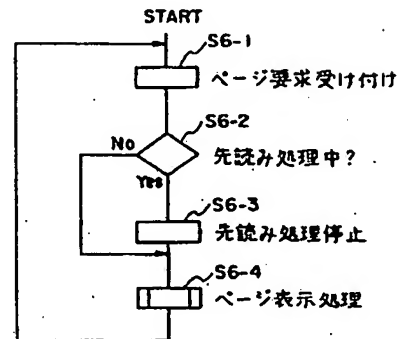 START
S6-1
ページ要求受け付け
S6-2
No
先読み処理中?
Yes
S6-3
先読み処理停止
S6-4
ページ表示処理